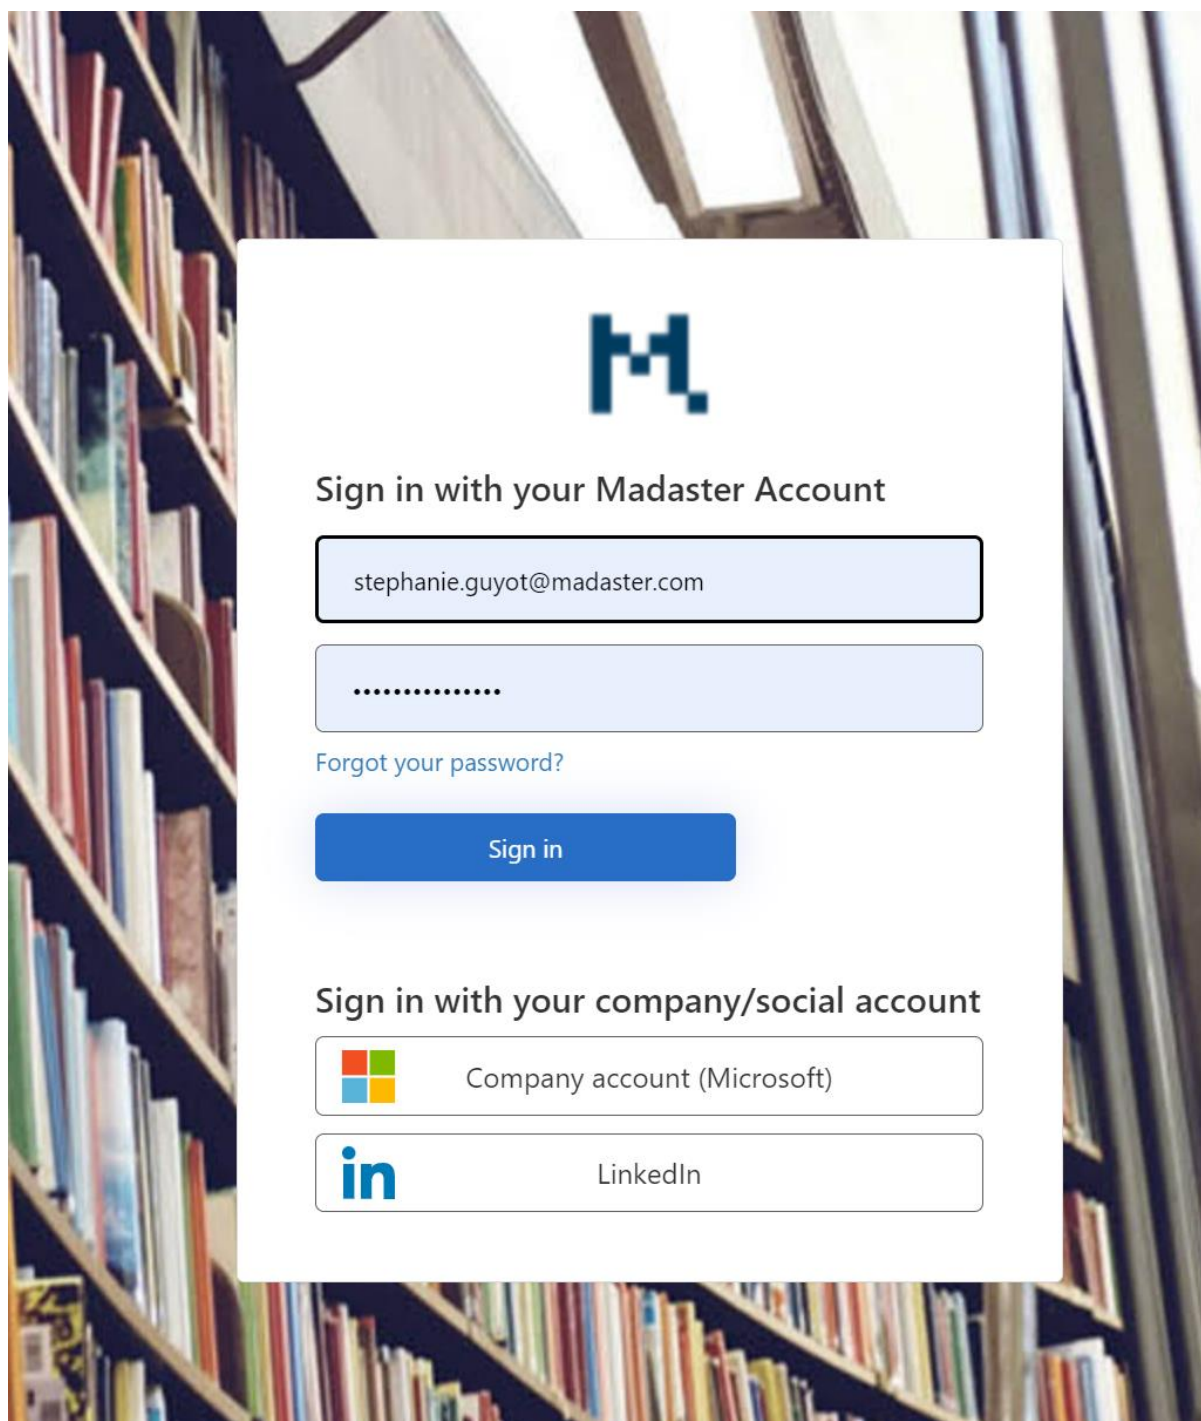 M.
Sign in with your Madaster Account
stephanie.guyot@madaster.com
•••••••••••••••
Forgot your password?
Sign in
Sign in with your company/social account
Company account (Microsoft)
in
LinkedIn